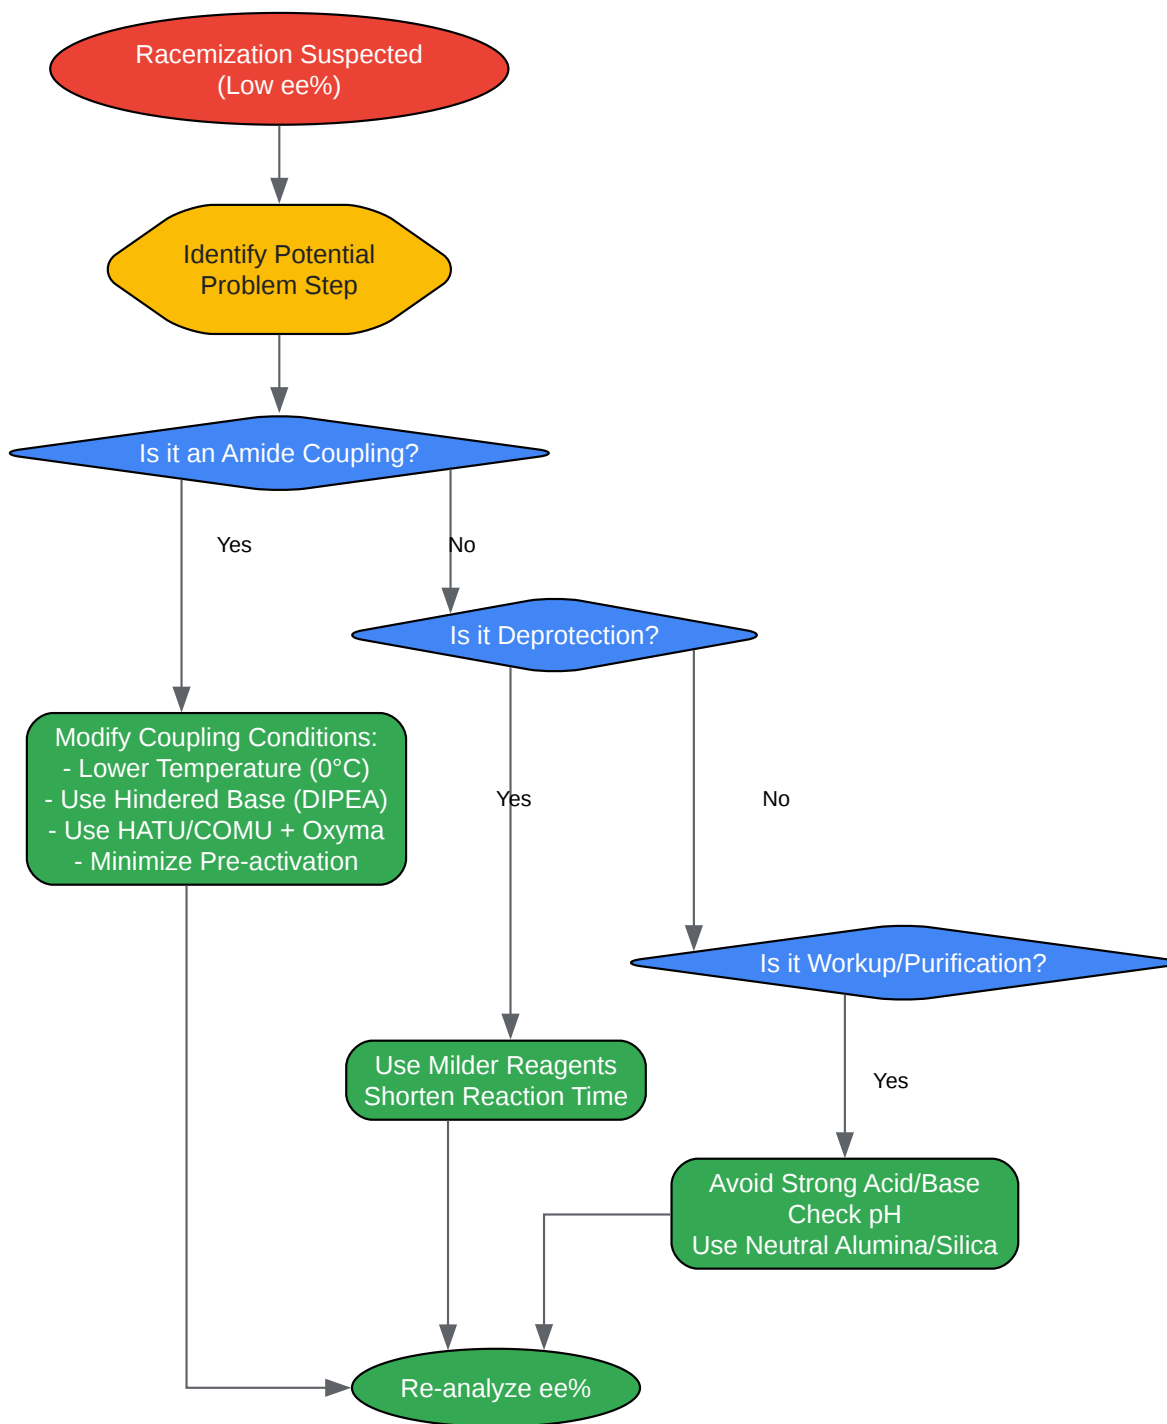 Racemization Suspected
(Low ee%)
Identify Potential
Problem Step
Is it an Amide Coupling?
Yes
No
Is it Deprotection?
Modify Coupling Conditions:
- Lower Temperature (0°C)
- Use Hindered Base (DIPEA)
- Use HATU/COMU + Oxyma
- Minimize Pre-activation
Yes
No
Is it Workup/Purification?
Use Milder Reagents
Shorten Reaction Time
Yes
Avoid Strong Acid/Base
Check pH
Use Neutral Alumina/Silica
Re-analyze ee%